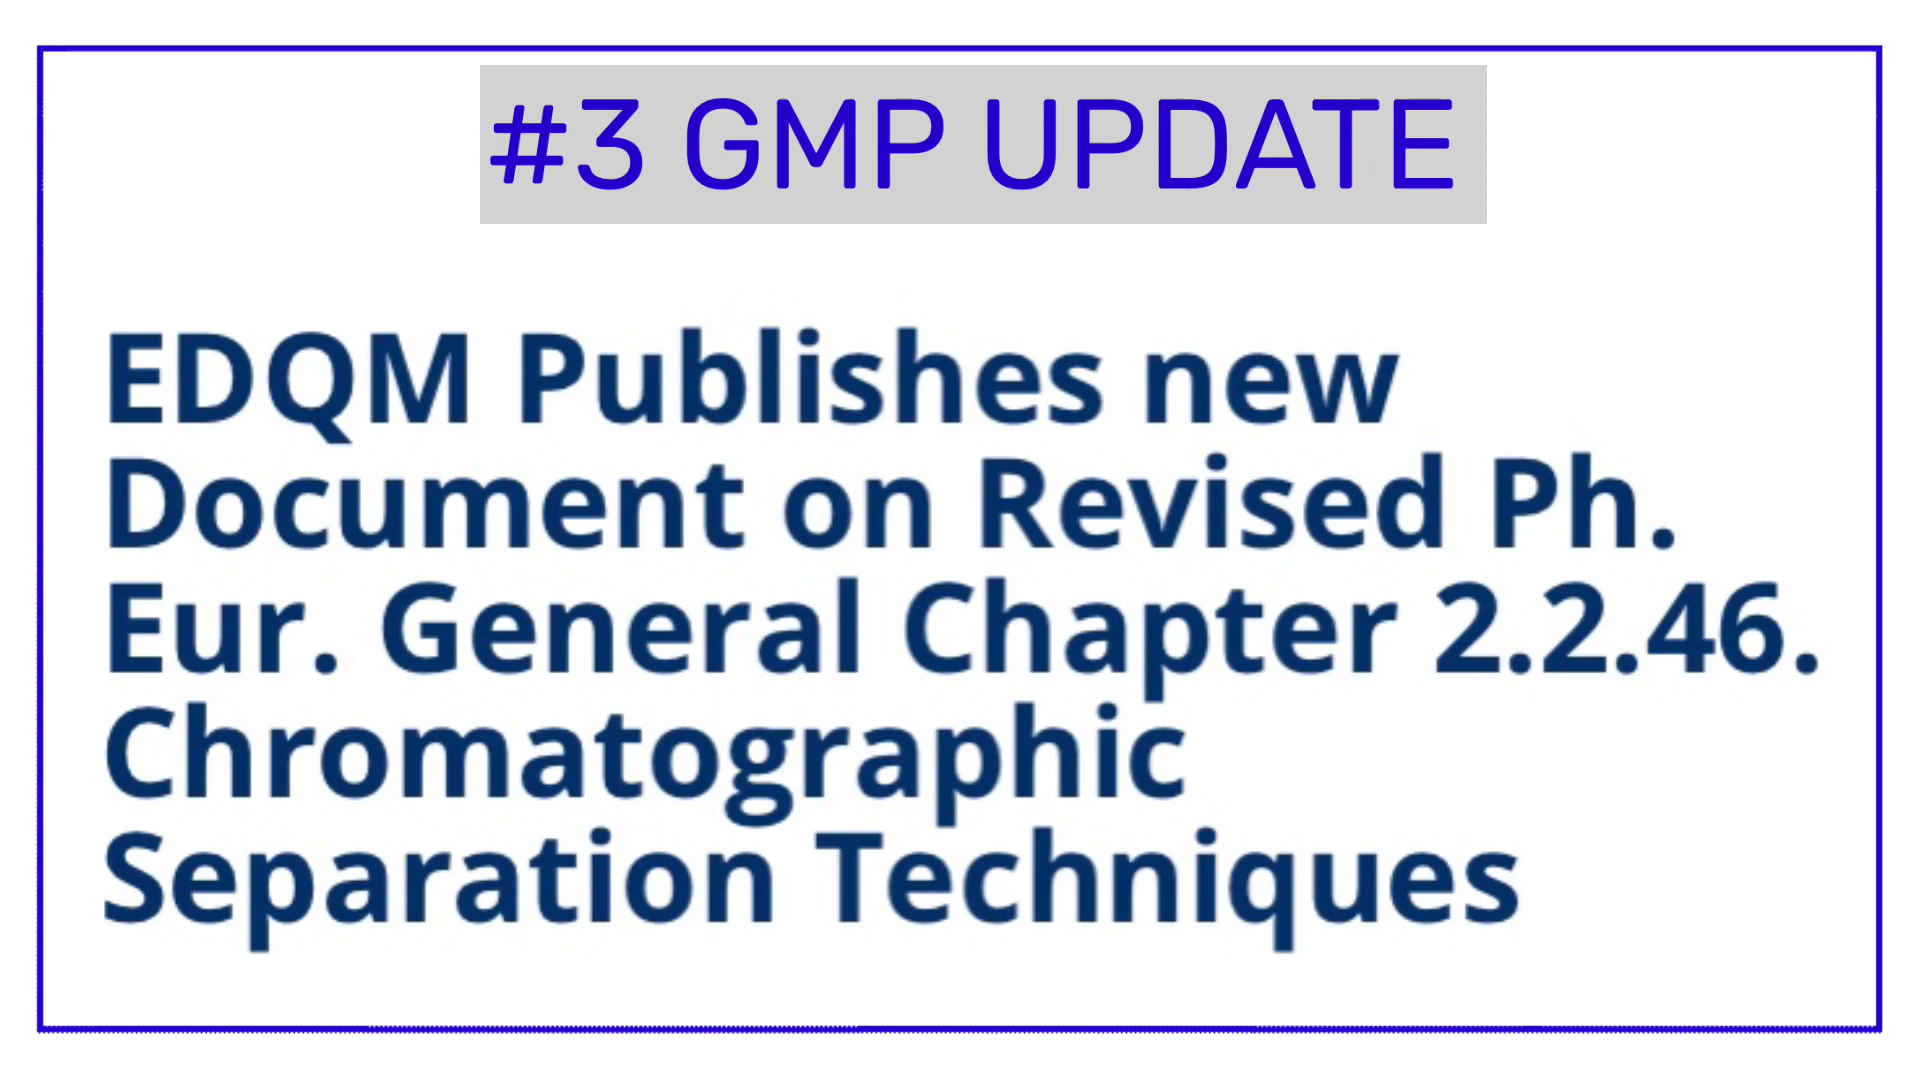 #3 GMP UPDATE
EDQM Publishes new
Document on Revised Ph.
Eur. General Chapter 2.2.46.
Chromatographic
Separation Techniques